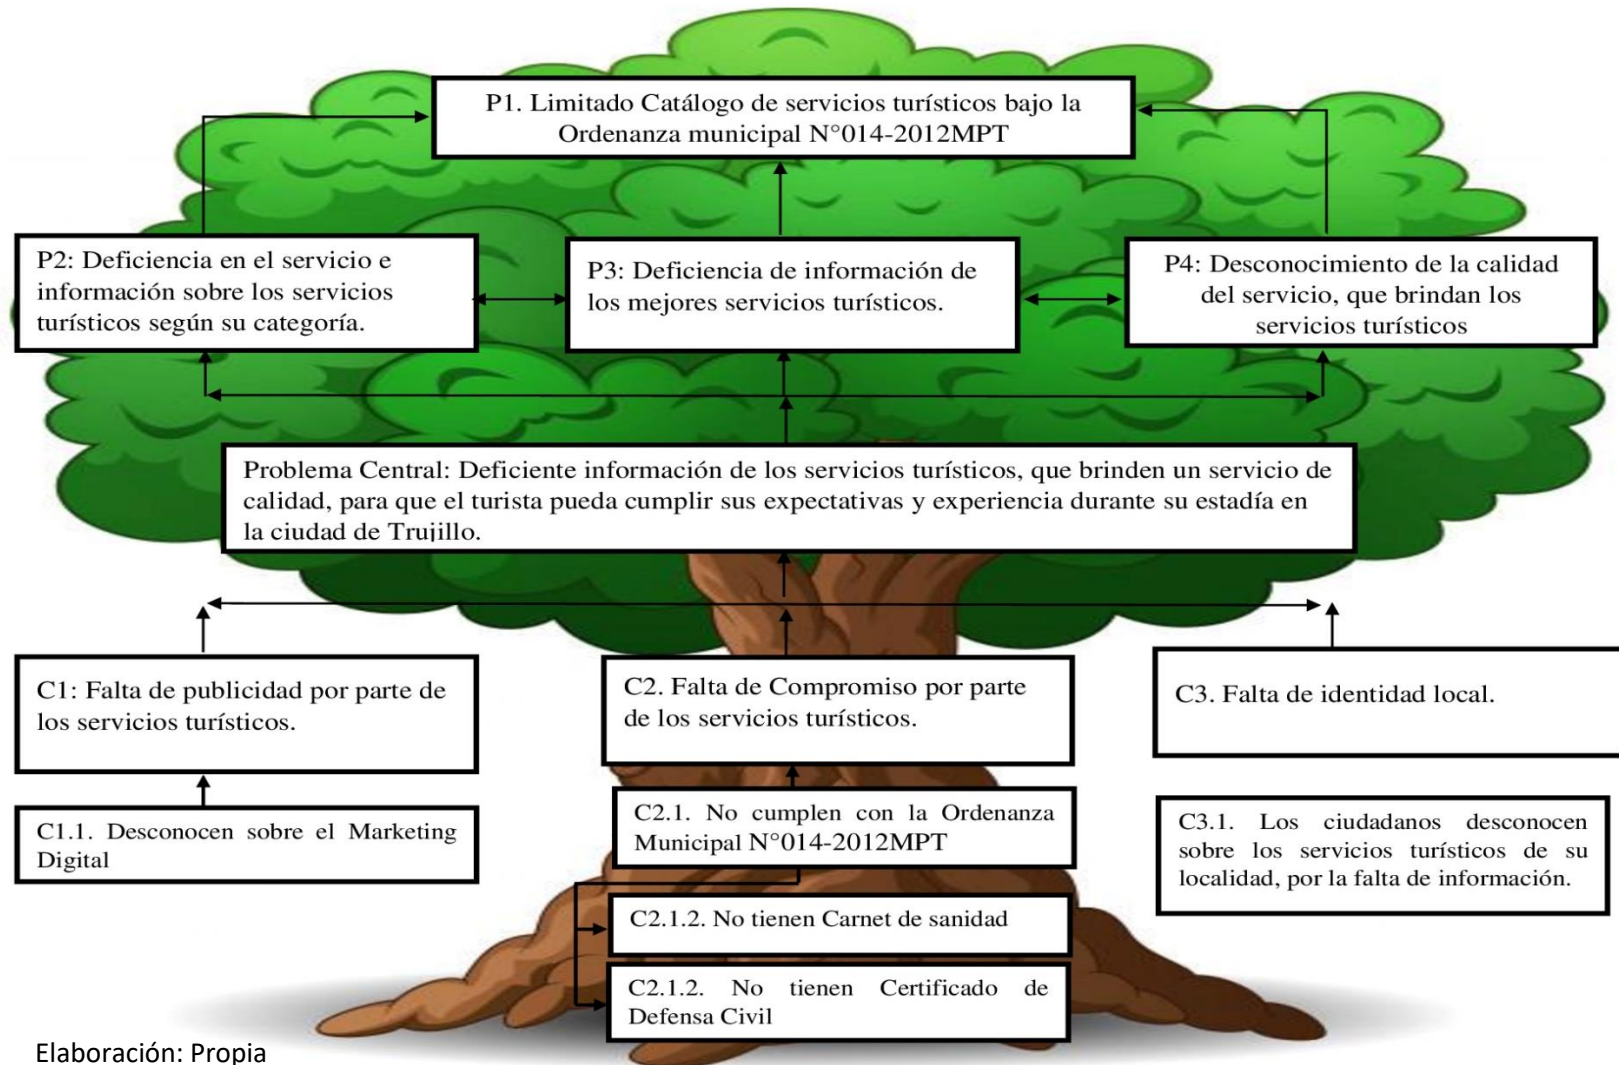 P1. Limitado Catálogo de servicios turísticos bajo la
Ordenanza municipal N°014-2012MPT
P2: Deficiencia en el servicio e
información sobre los servicios
turísticos según su categoría.
P3: Deficiencia de información de
los mejores servicios turísticos.
P4: Desconocimiento de la calidad
del servicio, que brindan los
servicios turísticos
Problema Central: Deficiente información de los servicios turísticos, que brinden un servicio de
calidad, para que el turista pueda cumplir sus expectativas y experiencia durante su estadía en
la ciudad de Trujillo.
C1: Falta de publicidad por parte de
los servicios turísticos.
C2. Falta de Compromiso por parte
de los servicios turísticos.
C3. Falta de identidad local.
C1.1. Desconocen sobre el Marketing
Digital
C2.1. No cumplen con la Ordenanza
Municipal N°014-2012MPT
C3.1. Los ciudadanos desconocen
sobre los servicios turísticos de su
localidad, por la falta de información.
C2.1.2. No tienen Carnet de sanidad
C2.1.2. No tienen Certificado de
Defensa Civil
Elaboración: Propia